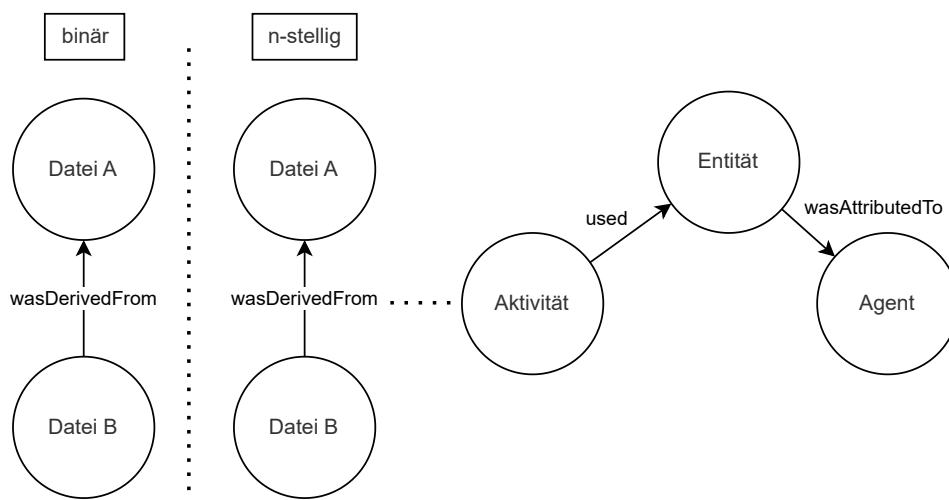 binär
n-stellig
Datei A
Datei A
Entität
used
wasAttributedTo
wasDerivedFrom
wasDerivedFrom
Aktivität
Agent
Datei B
Datei B